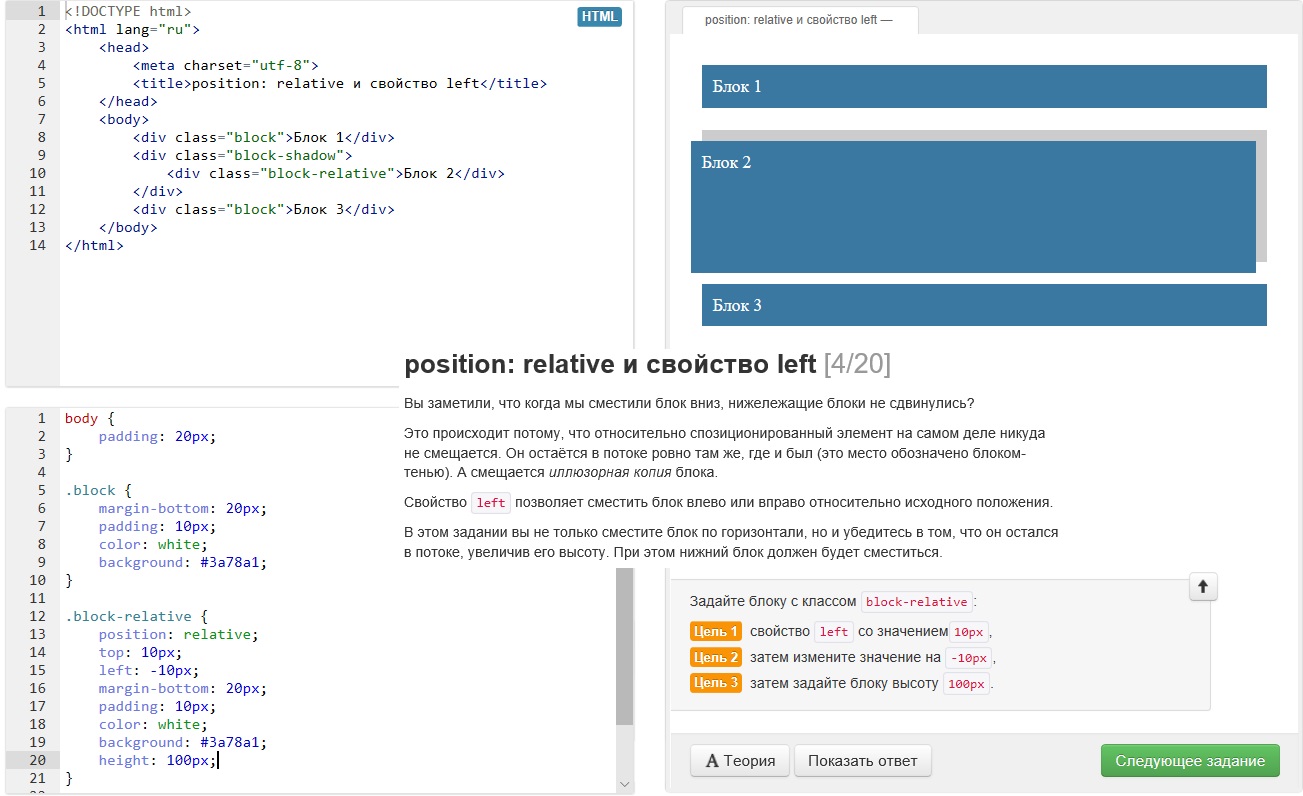 1 <!DOCTYPE html>
2 <html lang="ru">
3     <head>
4         <meta charset="utf-8">
5         <title>position: relative и свойство left</title>
6     </head>
7     <body>
8         <div class="block">Блок 1</div>
9         <div class="block-shadow">
10             <div class="block-relative">Блок 2</div>
11         </div>
12         <div class="block">Блок 3</div>
13     </body>
14 </html>
HTML
position: relative и свойство left —
Блок 1
Блок 2
Блок 3
position: relative и свойство left [4/20]
Вы заметили, что когда мы сместили блок вниз, нижележащие блоки не сдвинулись?
Это происходит потому, что относительно спозиционированный элемент на самом деле никуда
не смещается. Он остаётся в потоке ровно там же, где и был (это место обозначено блоком-
тенью). А смещается иллюзорная копия блока.
Свойство left позволяет сместить блок влево или вправо относительно исходного положения.
В этом задании вы не только сместите блок по горизонтали, но и убедитесь в том, что он остался
в потоке, увеличив его высоту. При этом нижний блок должен будет сместиться.
1 body {
2     padding: 20px;
3 }
4
5 .block {
6     margin-bottom: 20px;
7     padding: 10px;
8     color: white;
9     background: #3a78a1;
10 }
11
12 .block-relative {
13     position: relative;
14     top: 10px;
15     left: -10px;
16     margin-bottom: 20px;
17     padding: 10px;
18     color: white;
19     background: #3a78a1;
20     height: 100px;
21 }
Задайте блоку с классом block-relative:
Цель 1 свойство left со значением 10px,
Цель 2 затем измените значение на -10px,
Цель 3 затем задайте блоку высоту 100px.
A Теория
Показать ответ
Следующее задание